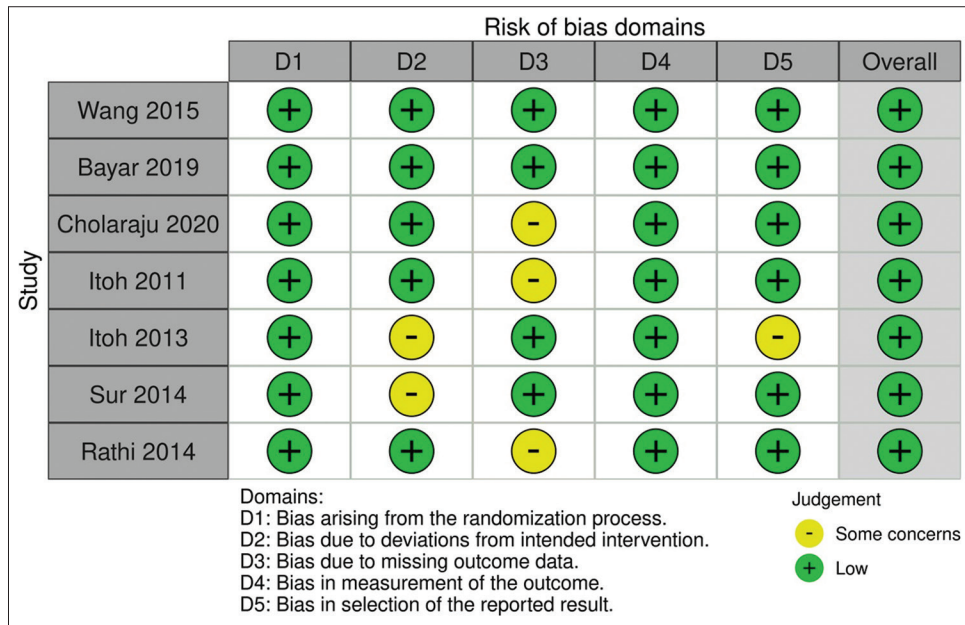 Risk of bias domains
D1 D2 D3 D4 D5 Overall
Study
Wang 2015 + + + + + +
Bayar 2019 + + + + + +
Cholaraju 2020 + + - + + +
Itoh 2011 + + - + + +
Itoh 2013 + - + + - +
Sur 2014 + - + + + +
Rathi 2014 + + - + + +
Domains:
D1: Bias arising from the randomization process.
D2: Bias due to deviations from intended intervention.
D3: Bias due to missing outcome data.
D4: Bias in measurement of the outcome.
D5: Bias in selection of the reported result.
Judgement
- Some concerns
+ Low